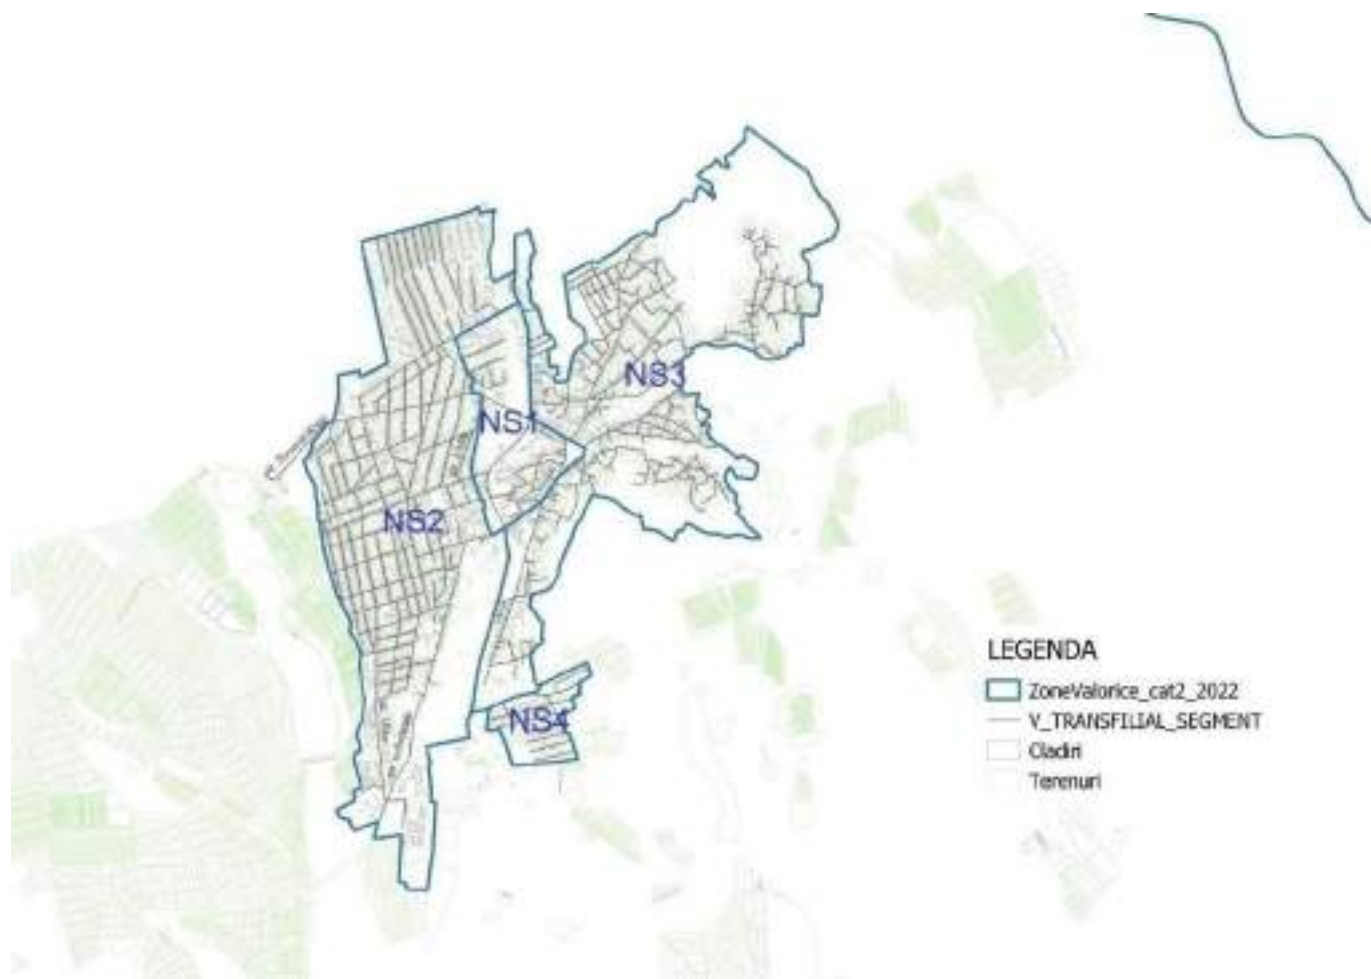 NS3
NS1
NS2
NS4
LEGENDA
ZoneValorice_cat2_2022
V_TRANSFILIAL_SEGMENT
Cladiri
Terenuri